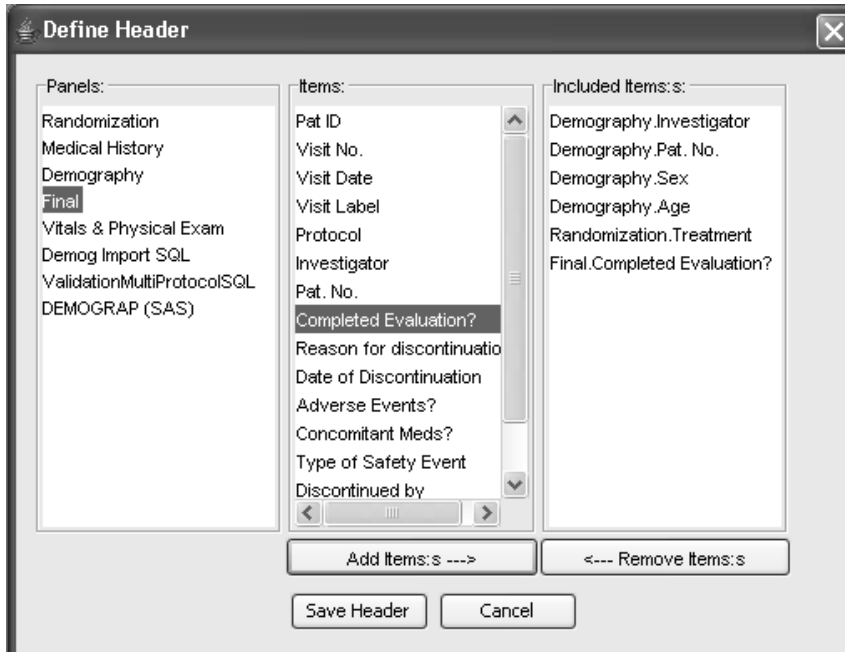 Define Header
Panels:
Randomization
Medical History
Demography
Final
Vitals & Physical Exam
Demog Import SQL
ValidationMultiProtocolSQL
DEMOGRAP (SAS)
Items:
Pat ID
Visit No.
Visit Date
Visit Label
Protocol
Investigator
Pat. No.
Completed Evaluation?
Reason for discontinuatio
Date of Discontinuation
Adverse Events?
Concomitant Meds?
Type of Safety Event
Discontinued by
Included Items:s:
Demography.Investigator
Demography.Pat. No.
Demography.Sex
Demography.Age
Randomization.Treatment
Final.Completed Evaluation?
Add Items:s --->
<--- Remove Items:s
Save Header
Cancel